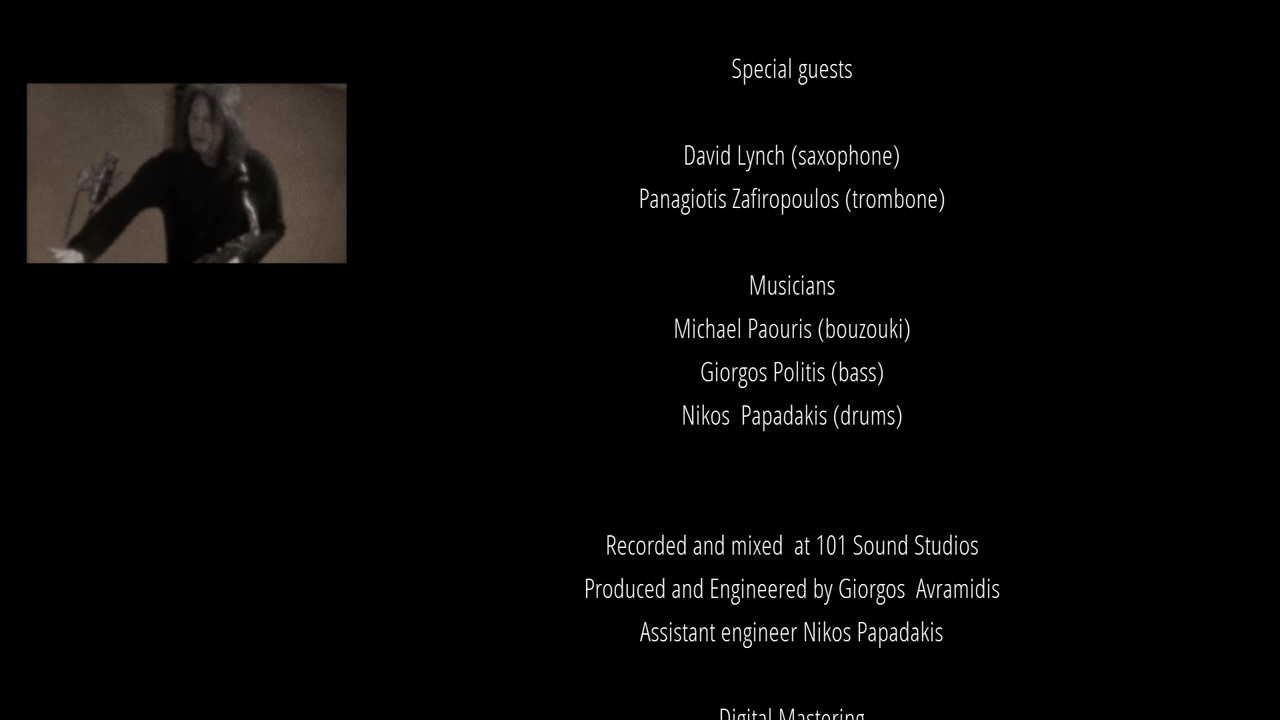 Special guests
David Lynch (saxophone)
Panagiotis Zafiropoulos (trombone)
Musicians
Michael Paouris (bouzouki)
Giorgos Politis (bass)
Nikos  Papadakis (drums)
Recorded and mixed  at 101 Sound Studios
Produced and Engineered by Giorgos  Avramidis
Assistant engineer Nikos Papadakis
Digital Mastering